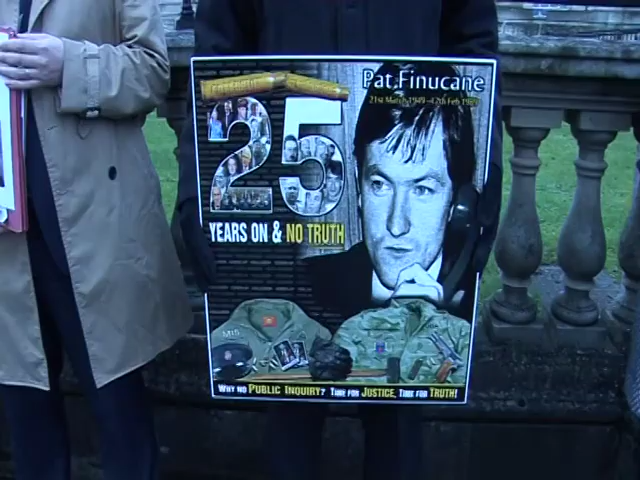 Pat Finucane
21st March 1949 - 12th Feb 1989
25
YEARS ON & NO TRUTH
MI5
WHY NO PUBLIC INQUIRY? TIME FOR JUSTICE, TIME FOR TRUTH!